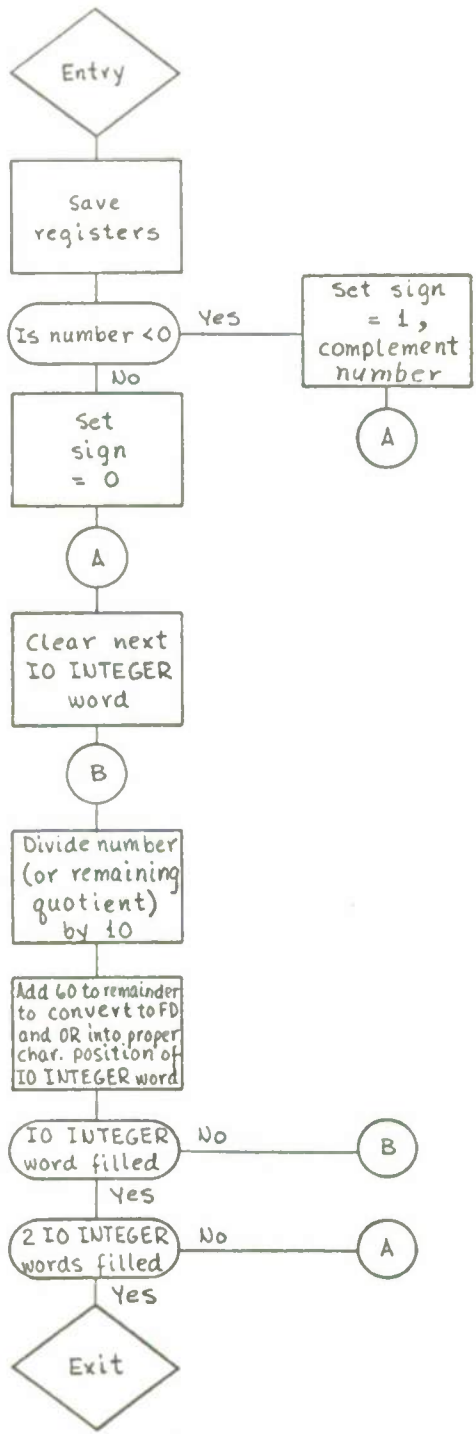 Entry
Save
registers
Is number <0
Yes
Set sign
= 1,
complement
number
A
No
Set
sign
= 0
A
Clear next
IO INTEGER
word
B
Divide number
(or remaining
quotient)
by 10
Add 60 to remainder
to convert to FD
and OR into proper
char. position of
IO INTEGER word
IO INTEGER
word filled
No
B
Yes
2 IO INTEGER
words filled
No
A
Yes
Exit